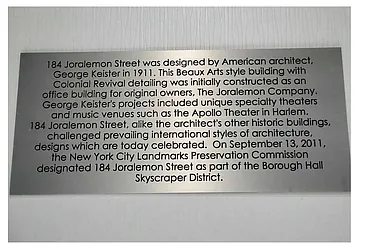 184 Joralemon Street was designed by American architect,
George Keister in 1911. This Beaux Arts style building with
Colonial Revival detailing was initially constructed as an
office building for original owners, The Joralemon Company.
George Keister's projects included unique specialty theaters
and music venues such as the Apollo Theater in Harlem.
184 Joralemon Street, alike the architect's other historic buildings,
challenged prevailing international styles of architecture,
designs which are today celebrated. On September 13, 2011,
the New York City Landmarks Preservation Commission
designated 184 Joralemon Street as part of the Borough Hall
Skyscraper District.